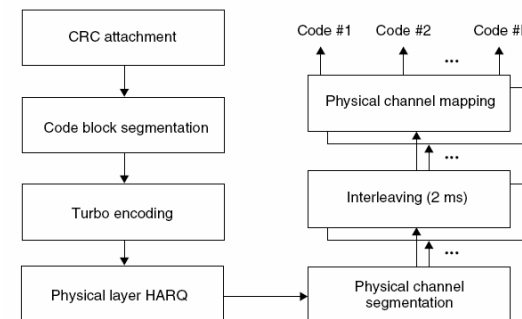 CRC attachment
Code block segmentation
Turbo encoding
Physical layer HARQ
Code #1 Code #2 Code #
...
Physical channel mapping
...
Interleaving (2 ms)
...
Physical channel
segmentation